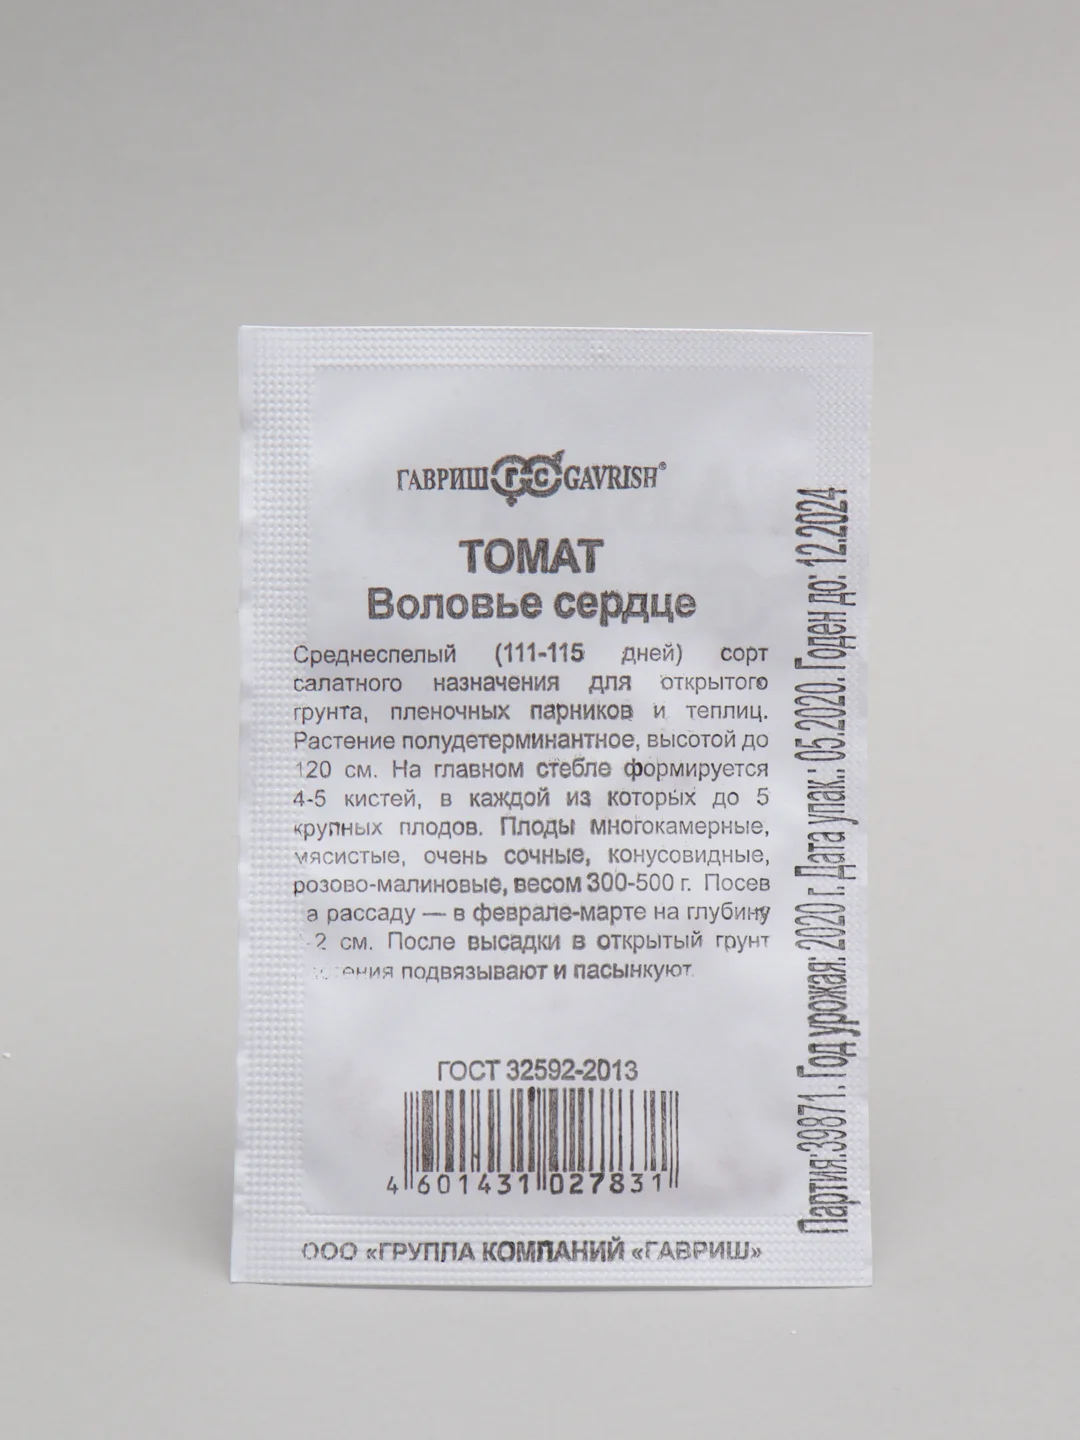 ГАВРИШ ГС GAVRISH®
ТОМАТ
Воловье сердце
Среднеспелый (111-115 дней) сорт
салатного назначения для открытого
грунта, пленочных парников и теплиц.
Растение полудетерминантное, высотой до
120 см. На главном стебле формируется
4-5 кистей, в каждой из которых до 5
крупных плодов. Плоды многокамерные,
мясистые, очень сочные, конусовидные,
розово-малиновые, весом 300-500 г. Посев
а рассаду — в феврале-марте на глубину
-2 см. После высадки в открытый грунт
подвязывают и пасынкуют.
ГОСТ 32592-2013
4 601431 027831
ООО «ГРУППА КОМПАНИЙ «ГАВРИШ»
Партия:39871. Год урожая: 2020 г. Дата упак.: 05.2020. Годен до: 12.2024